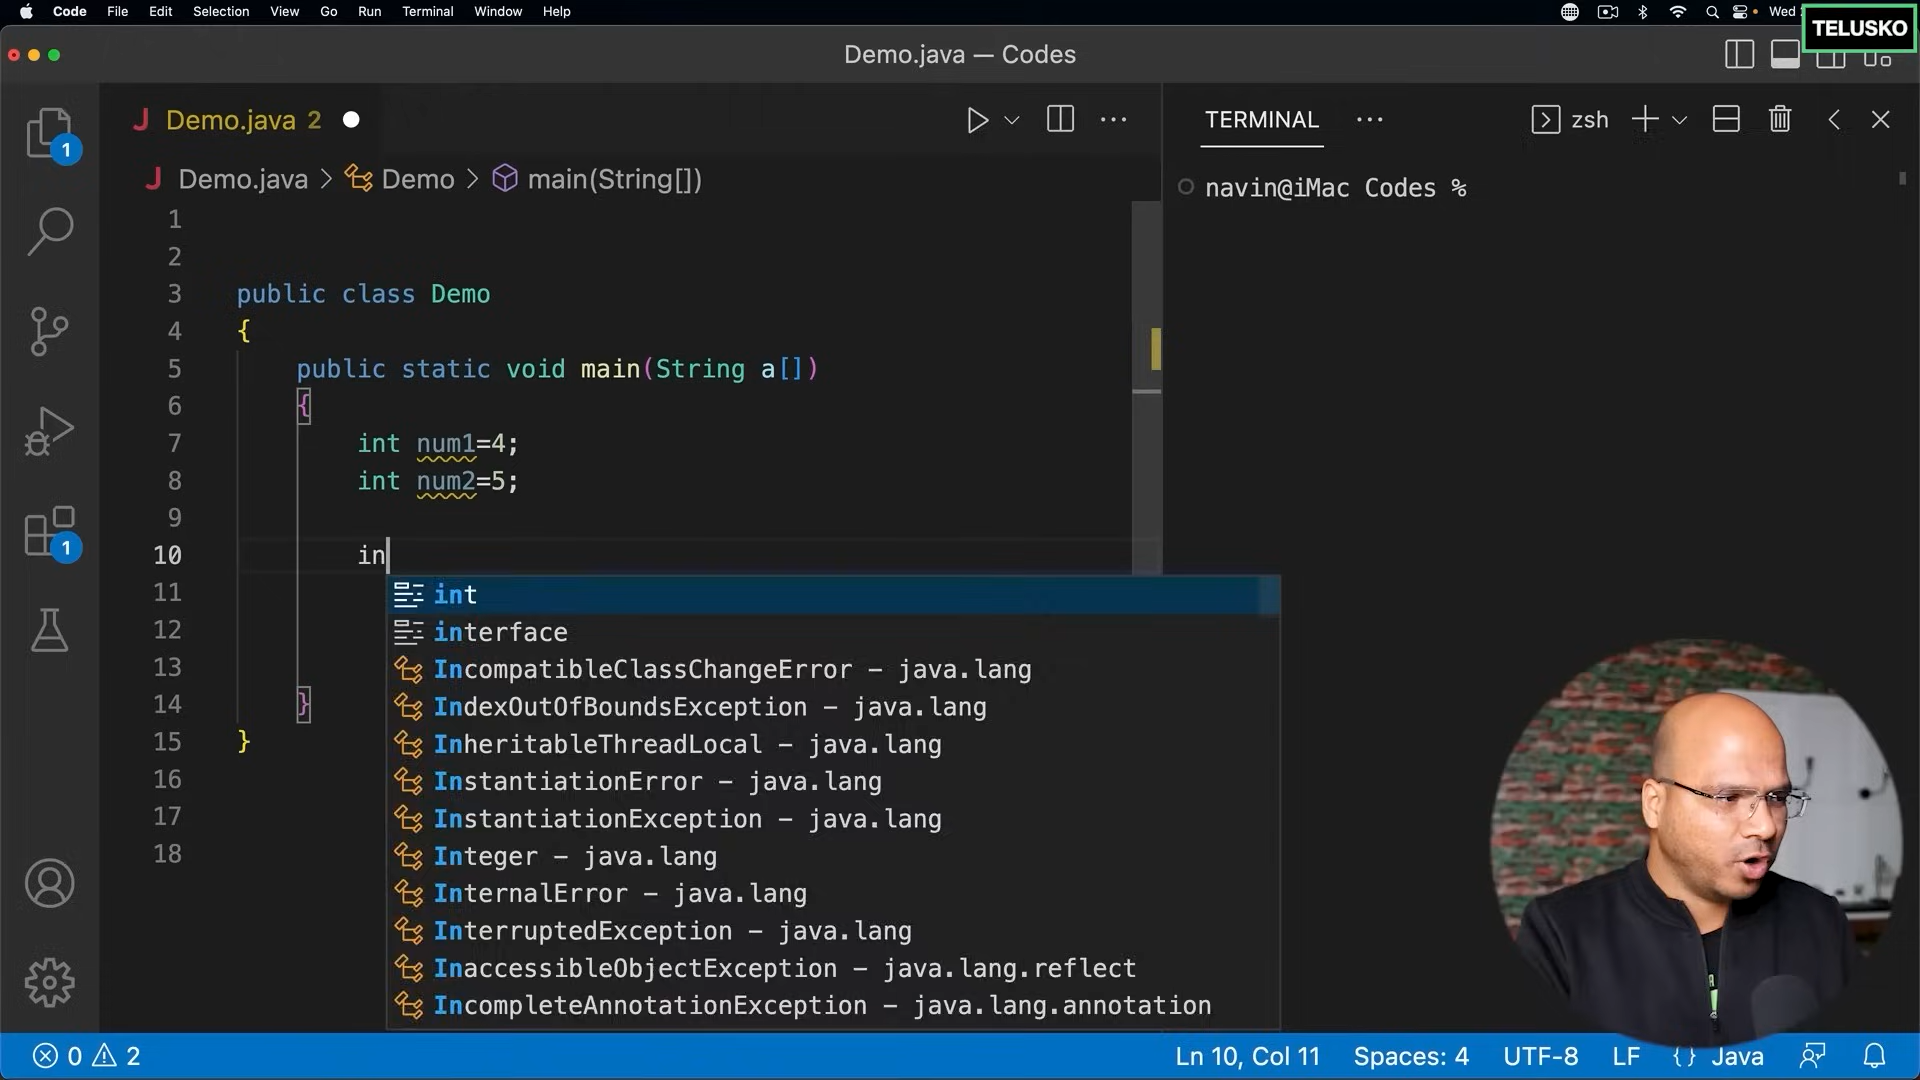 Code File Edit Selection View Go Run Terminal Window Help Wed
TELUSKO
Demo.java — Codes
Demo.java 2
Demo.java > Demo > main(String[])
1
2
3 public class Demo
4 {
5 public static void main(String a[])
6 {
7 int num1=4;
8 int num2=5;
9
10 in
11
12
13
14 }
15 }
16
17
18
int
interface
IncompatibleClassChangeError – java.lang
IndexOutOfBoundsException – java.lang
InheritableThreadLocal – java.lang
InstantiationError – java.lang
InstantiationException – java.lang
Integer – java.lang
InternalError – java.lang
InterruptedException – java.lang
InaccessibleObjectException – java.lang.reflect
IncompleteAnnotationException – java.lang.annotation
TERMINAL ··· zsh
navin@iMac Codes %
1
1
0 2 Ln 10, Col 11 Spaces: 4 UTF-8 LF {} Java